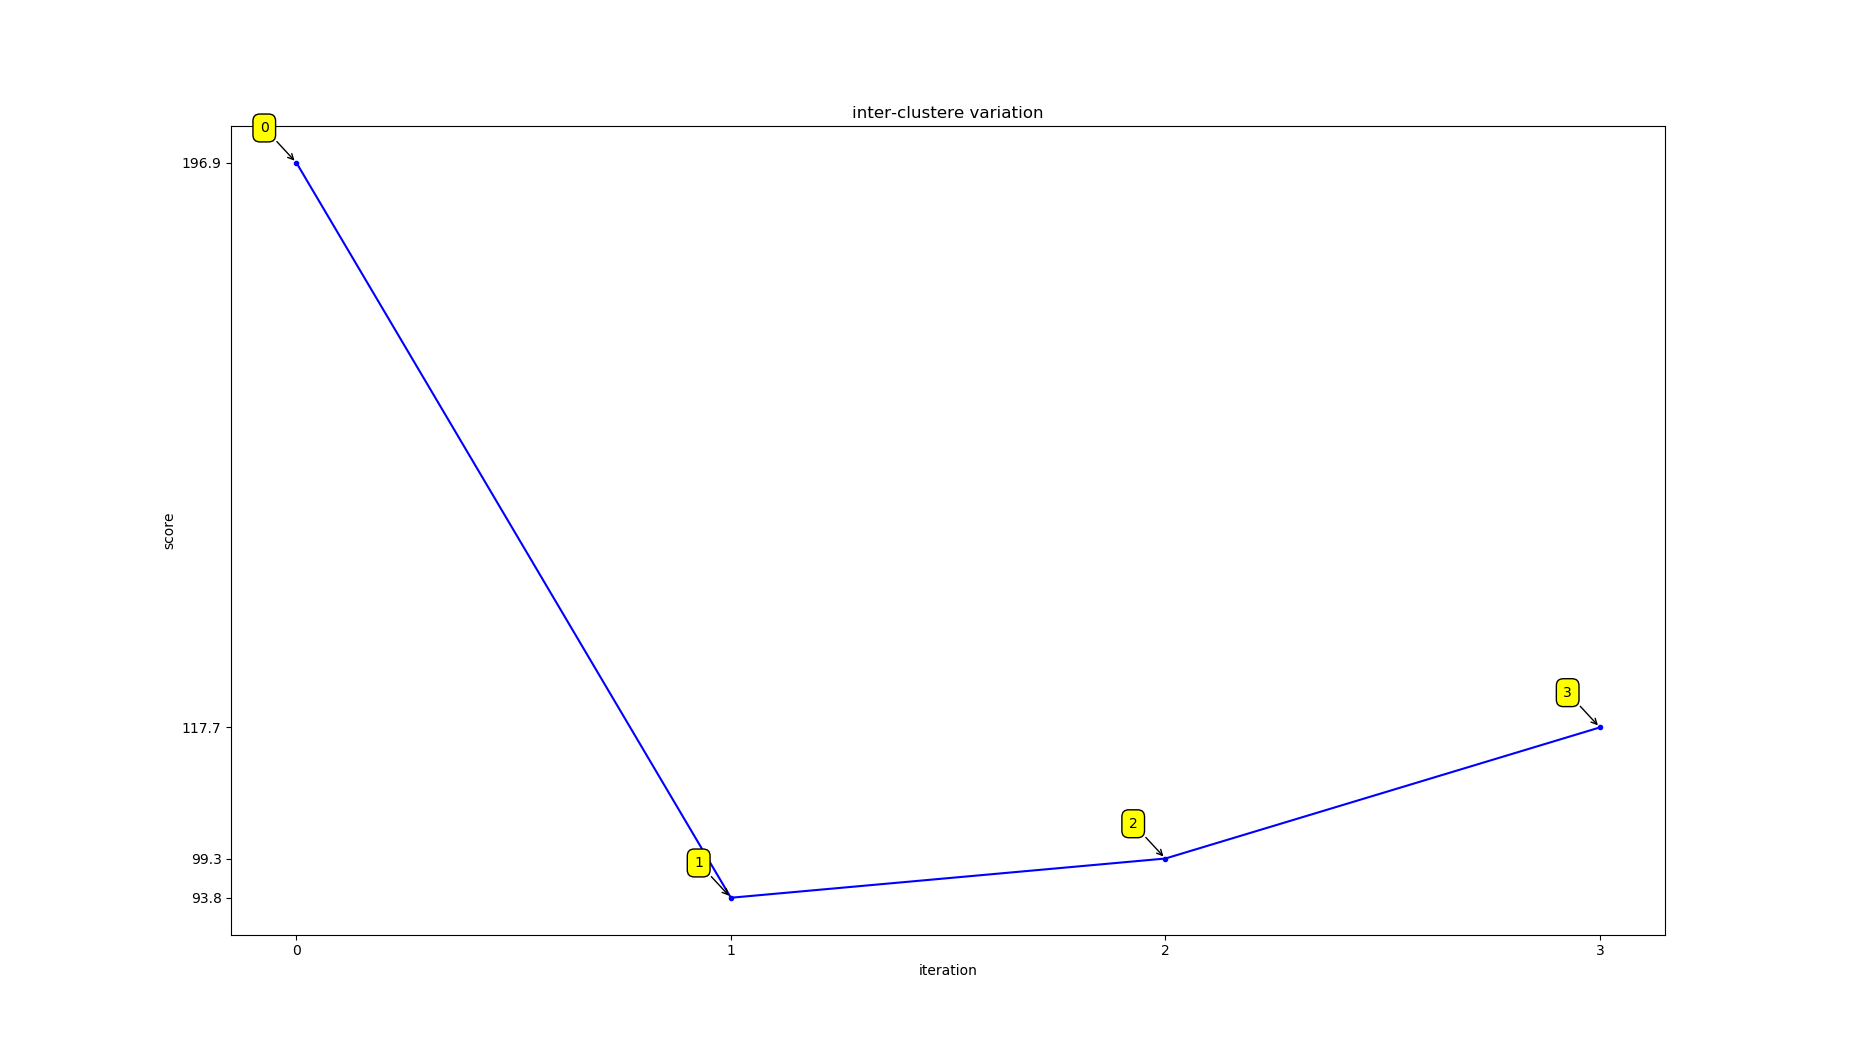 inter-clustere variation
0
196.9
score
3
117.7
2
99.3
1
93.8
0 1 2 3
iteration